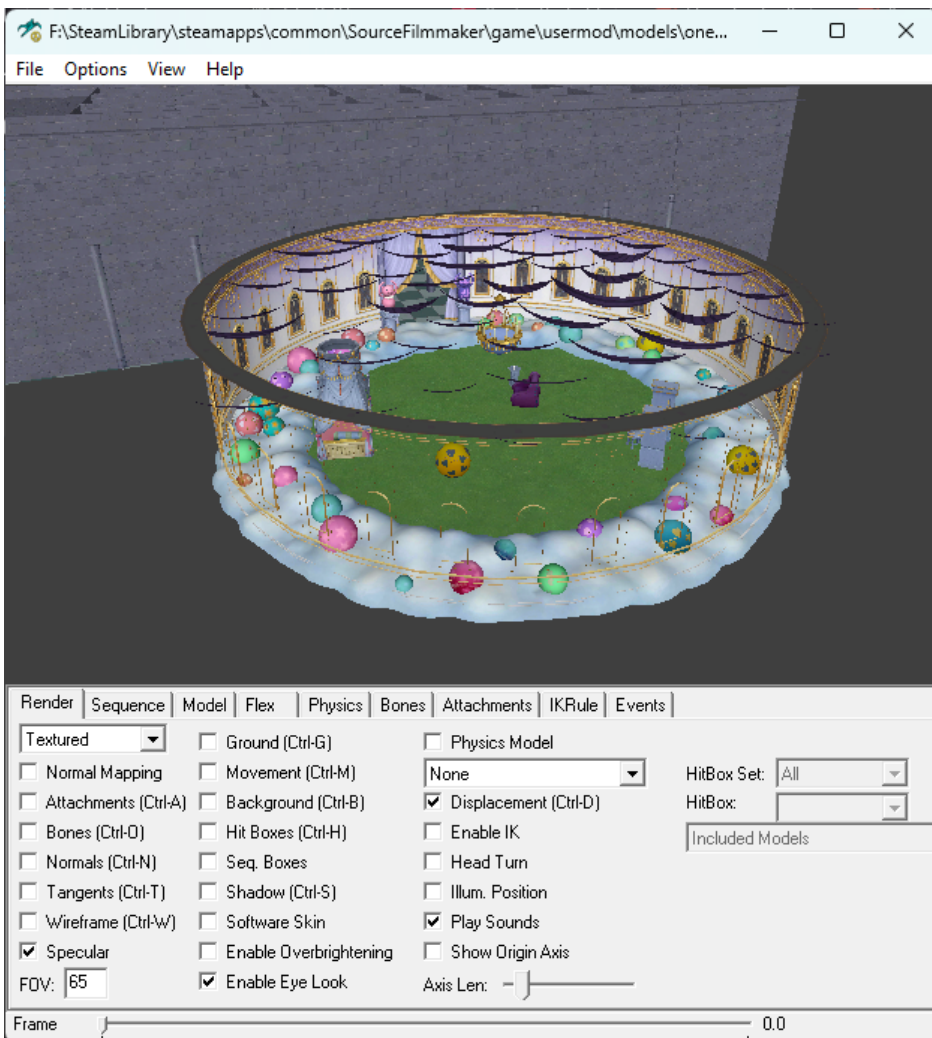 F:\SteamLibrary\steamapps\common\SourceFilmmaker\game\usermod\models\one...
File Options View Help
Render Sequence Model Flex Physics Bones Attachments IKRule Events
Textured Ground (Ctrl-G) Physics Model
Normal Mapping Movement (Ctrl-M) None HitBox Set: All
Attachments (Ctrl-A) Background (Ctrl-B) Displacement (Ctrl-D) HitBox:
Bones (Ctrl-O) Hit Boxes (Ctrl-H) Enable IK Included Models
Normals (Ctrl-N) Seq. Boxes Head Turn
Tangents (Ctrl-T) Shadow (Ctrl-S) Illum. Position
Wireframe (Ctrl-W) Software Skin Play Sounds
Specular Enable Overbrightening Show Origin Axis
FOV: 65 Enable Eye Look Axis Len:
Frame 0.0